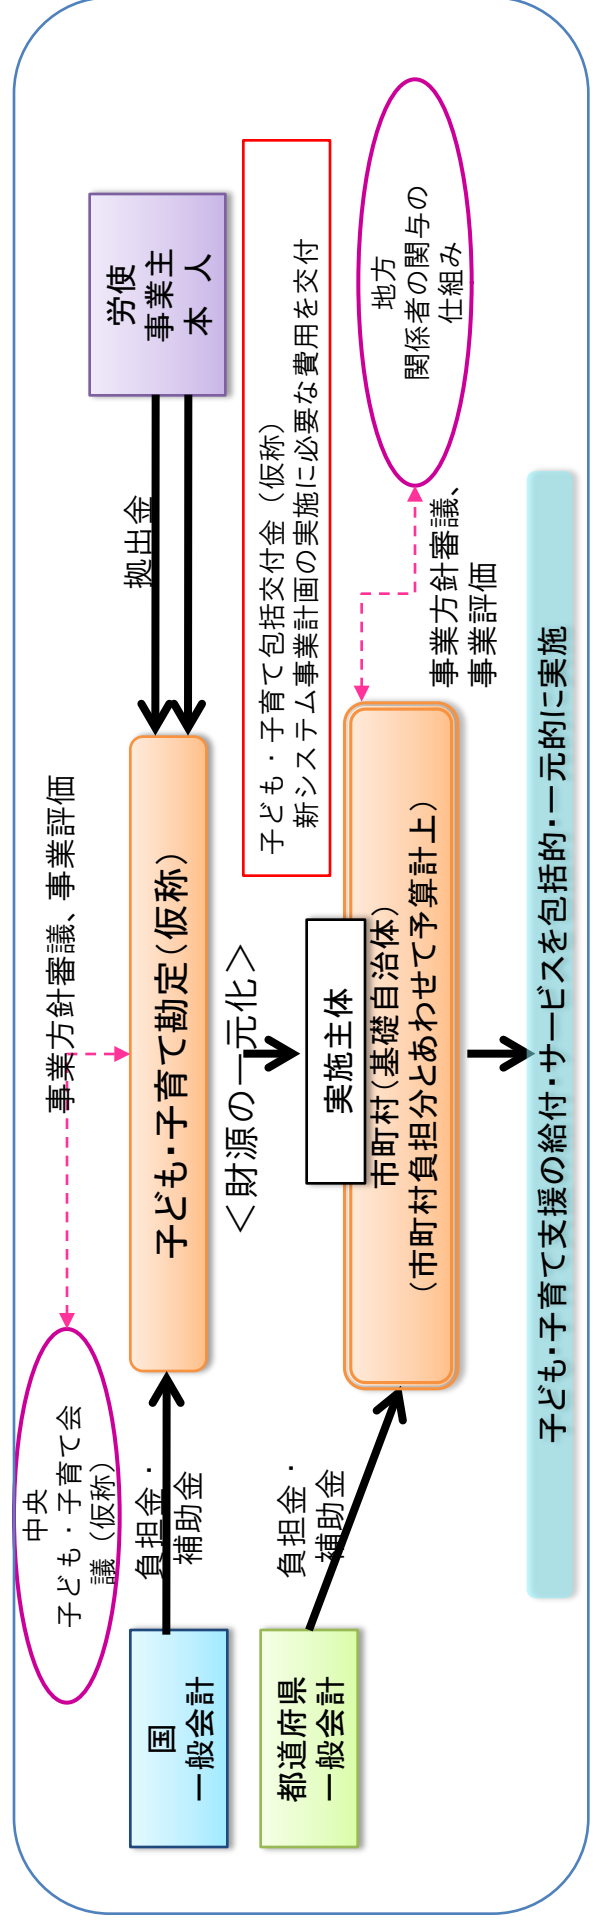 中央
子ども・子育て会
議（仮称）
事業方針審議、事業評価
国
一般会計
負担金・
補助金
子ども・子育て勘定（仮称）
拠出金
労使
事業主
本　人
＜財源の一元化＞
子ども・子育て包括交付金（仮称）
新システム事業計画の実施に必要な費用を交付
都道府県
一般会計
負担金・
補助金
実施主体
市町村（基礎自治体）
（市町村負担分とあわせて予算計上）
事業方針審議、
事業評価
地方
関係者の関与の
仕組み
子ども・子育て支援の給付・サービスを包括的・一元的に実施